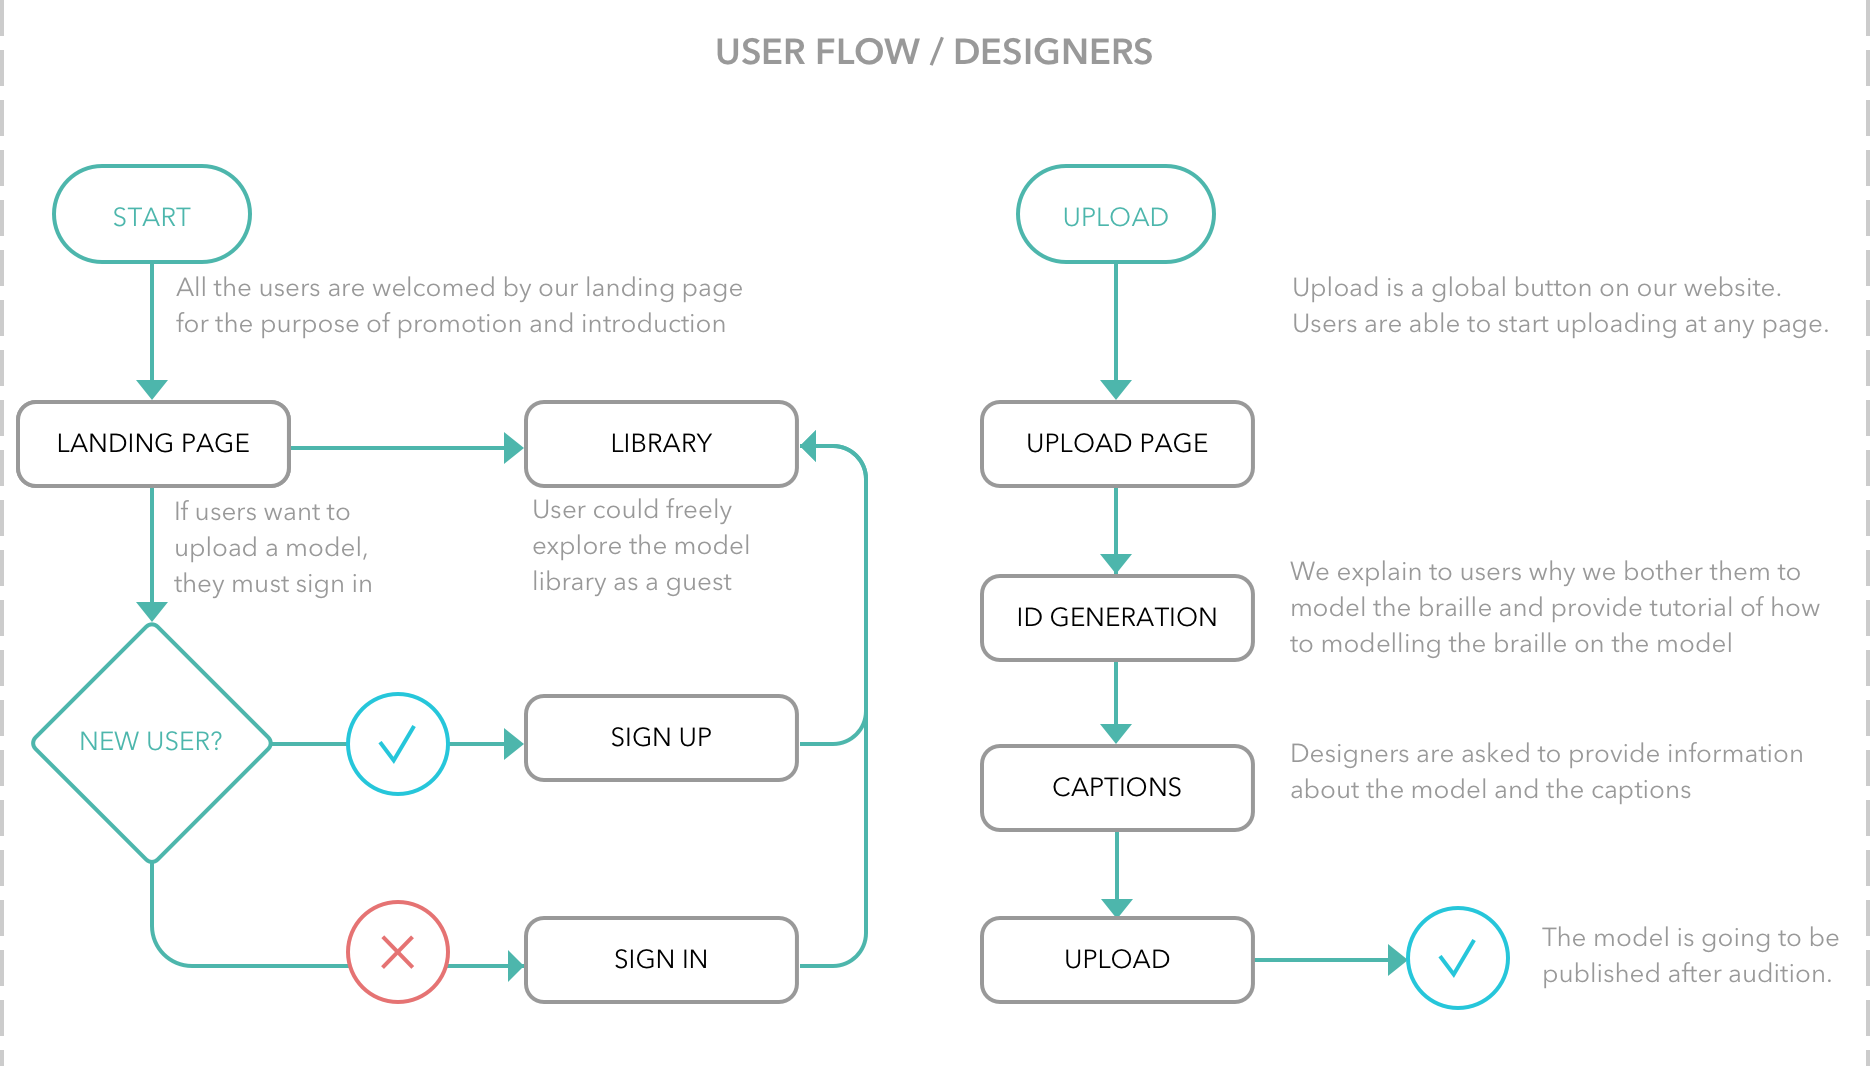 USER FLOW / DESIGNERS
START
All the users are welcomed by our landing page
for the purpose of promotion and introduction
LANDING PAGE
LIBRARY
If users want to
upload a model,
they must sign in
User could freely
explore the model
library as a guest
NEW USER?
SIGN UP
SIGN IN
UPLOAD
Upload is a global button on our website.
Users are able to start uploading at any page.
UPLOAD PAGE
ID GENERATION
We explain to users why we bother them to
model the braille and provide tutorial of how
to modelling the braille on the model
CAPTIONS
Designers are asked to provide information
about the model and the captions
UPLOAD
The model is going to be
published after audition.